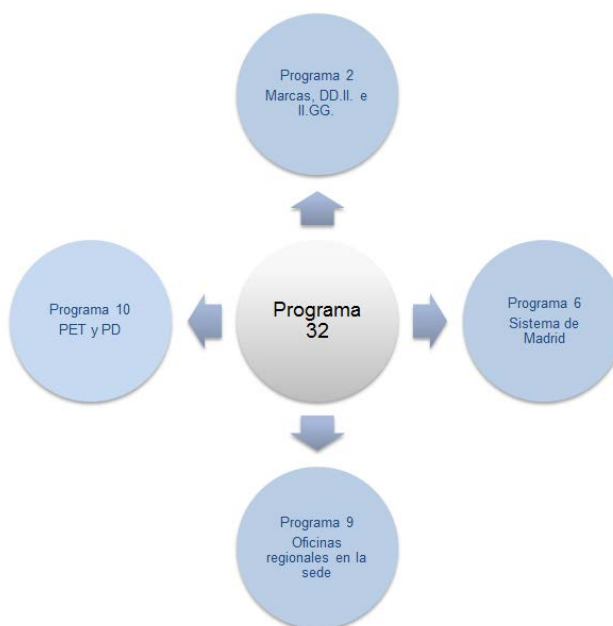 Programa 2
Marcas, DD.II. e
II.GG.
Programa 10
PET y PD
Programa
32
Programa 6
Sistema de
Madrid
Programa 9
Oficinas
regionales en la
sede